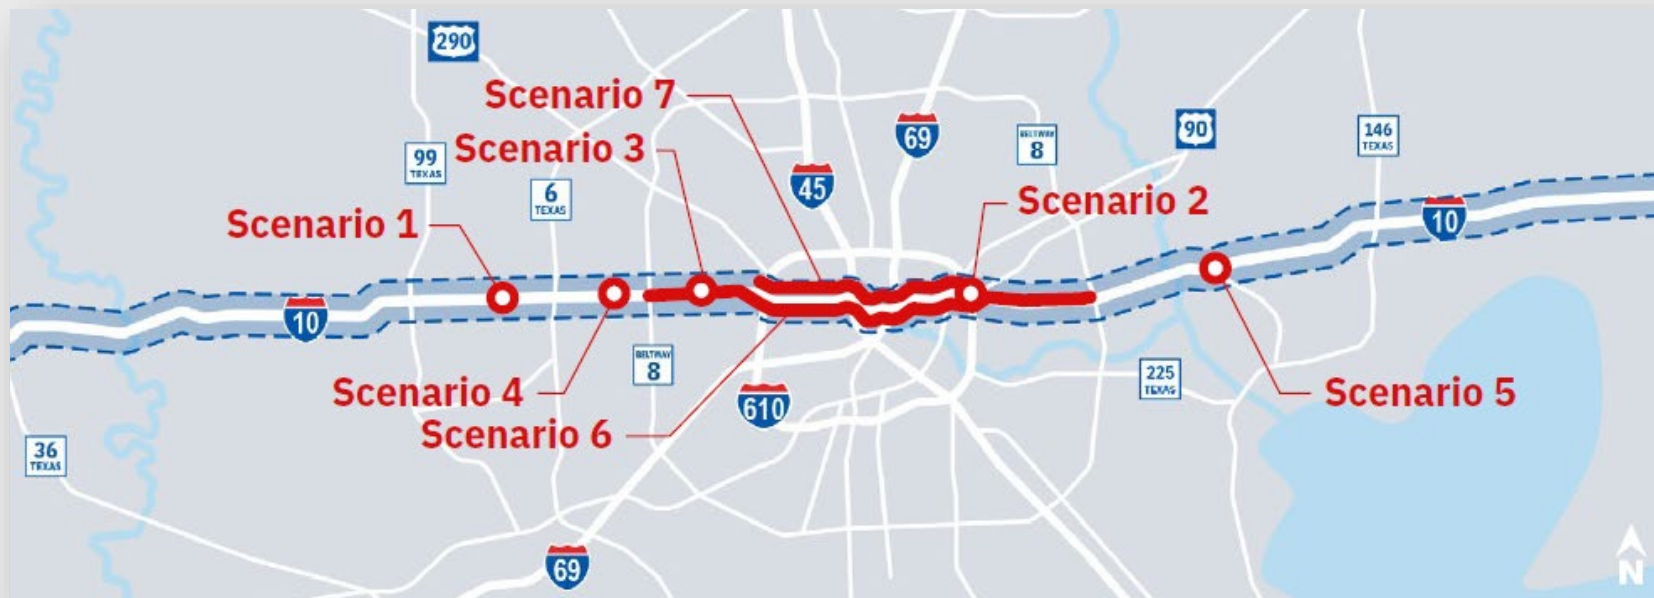 290
Scenario 7
69
90
BELTWAY
8
146
TEXAS
99
TEXAS
Scenario 3
6
TEXAS
45
Scenario 2
Scenario 1
10
10
BELTWAY
8
225
TEXAS
Scenario 4
610
Scenario 5
Scenario 6
36
TEXAS
69
N